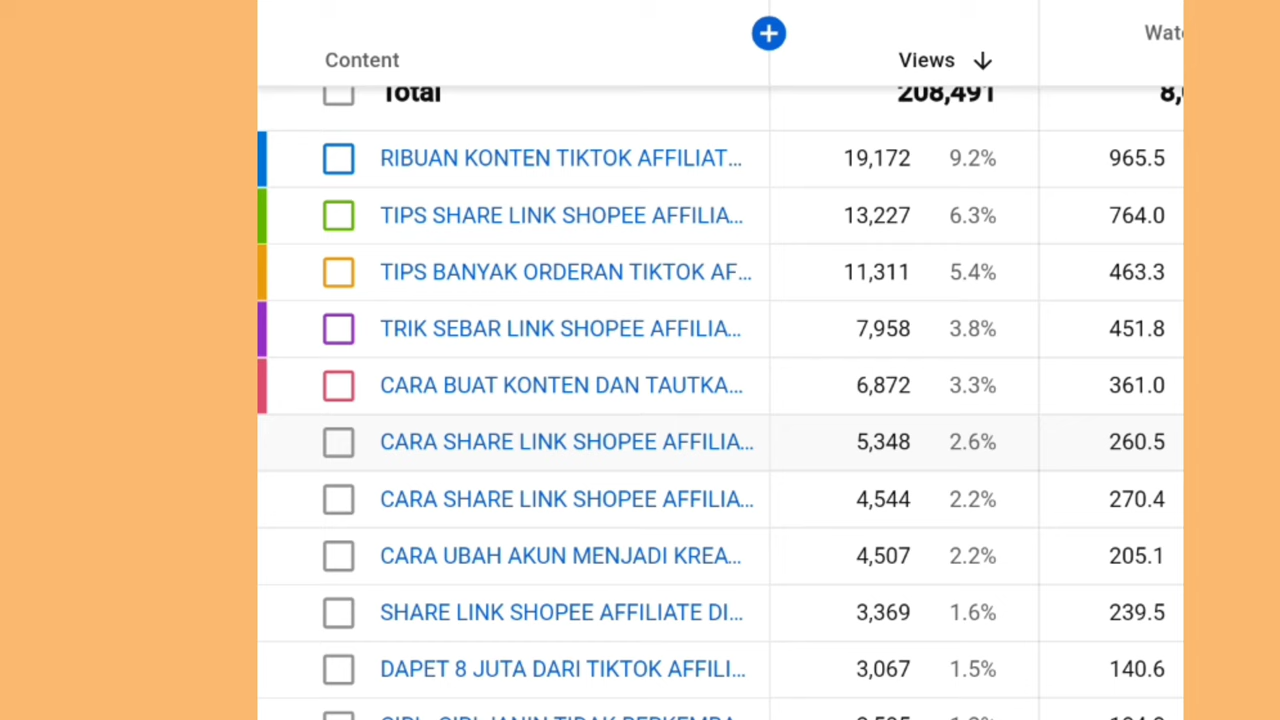 Content Views Wat
Total 208,491 8,
RIBUAN KONTEN TIKTOK AFFILIAT... 19,172 9.2% 965.5
TIPS SHARE LINK SHOPEE AFFILIA... 13,227 6.3% 764.0
TIPS BANYAK ORDERAN TIKTOK AF... 11,311 5.4% 463.3
TRIK SEBAR LINK SHOPEE AFFILIA... 7,958 3.8% 451.8
CARA BUAT KONTEN DAN TAUTKA... 6,872 3.3% 361.0
CARA SHARE LINK SHOPEE AFFILIA... 5,348 2.6% 260.5
CARA SHARE LINK SHOPEE AFFILIA... 4,544 2.2% 270.4
CARA UBAH AKUN MENJADI KREA... 4,507 2.2% 205.1
SHARE LINK SHOPEE AFFILIATE DI... 3,369 1.6% 239.5
DAPET 8 JUTA DARI TIKTOK AFFILI... 3,067 1.5% 140.6